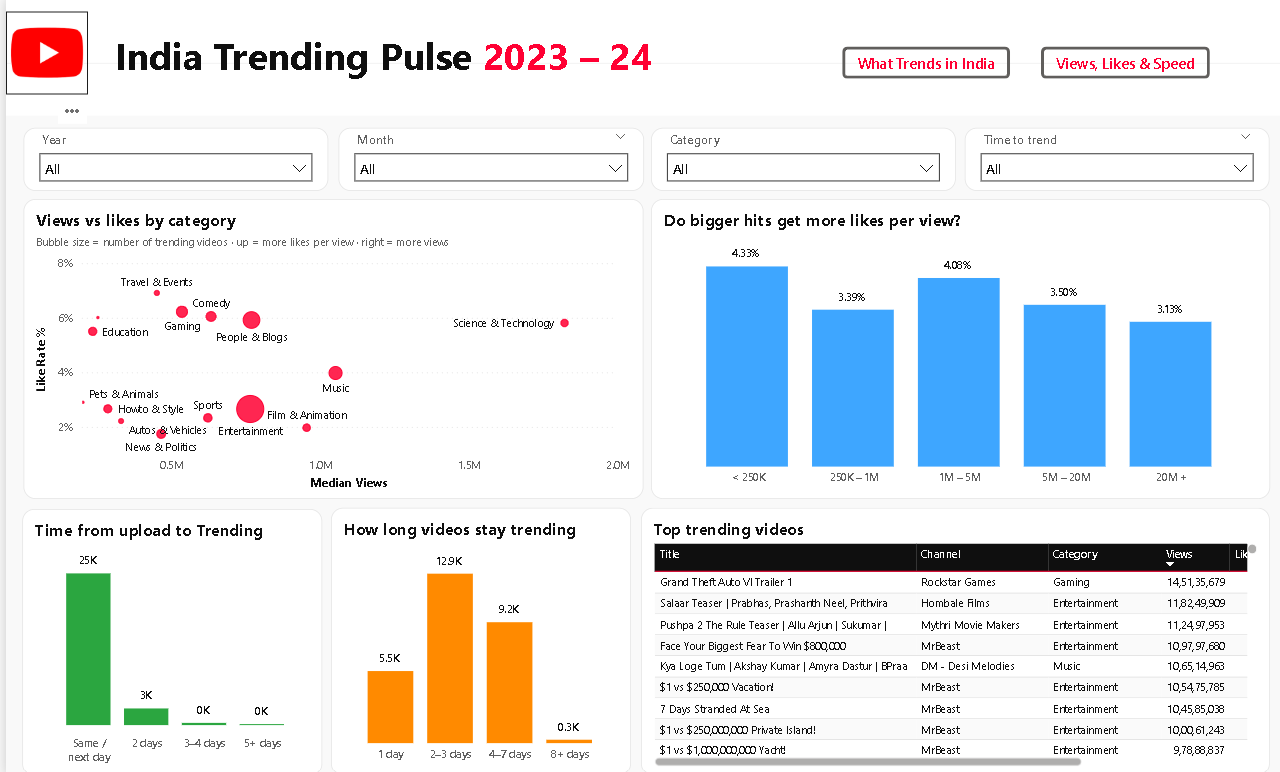 India Trending Pulse 2023 – 24
What Trends in India
Views, Likes & Speed
Year
All
Month
All
Category
All
Time to trend
All
Views vs likes by category
Bubble size = number of trending videos · up = more likes per view · right = more views
8%
6%
4%
2%
Like Rate %
Travel & Events
Comedy
Gaming
Education
People & Blogs
Science & Technology
Music
Pets & Animals
Howto & Style
Sports
Film & Animation
Autos & Vehicles
Entertainment
News & Politics
0.5M
1.0M
1.5M
2.0M
Median Views
Do bigger hits get more likes per view?
4.33%
3.39%
4.08%
3.50%
3.13%
< 250K
250K – 1M
1M – 5M
5M – 20M
20M +
Time from upload to Trending
25K
3K
0K
0K
Same /
next day
2 days
3–4 days
5+ days
How long videos stay trending
5.5K
12.9K
9.2K
0.3K
1 day
2–3 days
4–7 days
8+ days
Top trending videos
Title Channel Category Views Lik
Grand Theft Auto VI Trailer 1 Rockstar Games Gaming 14,51,35,679
Salaar Teaser | Prabhas, Prashanth Neel, Prithvira Hombale Films Entertainment 11,82,49,909
Pushpa 2 The Rule Teaser | Allu Arjun | Sukumar | Mythri Movie Makers Entertainment 11,24,97,953
Face Your Biggest Fear To Win $800,000 MrBeast Entertainment 10,97,97,680
Kya Loge Tum | Akshay Kumar | Amyra Dastur | BPraa DM - Desi Melodies Music 10,65,14,963
$1 vs $250,000 Vacation! MrBeast Entertainment 10,54,75,785
7 Days Stranded At Sea MrBeast Entertainment 10,45,85,038
$1 vs $250,000,000 Private Island! MrBeast Entertainment 10,00,61,243
$1 vs $1,000,000,000 Yacht! MrBeast Entertainment 9,78,88,837